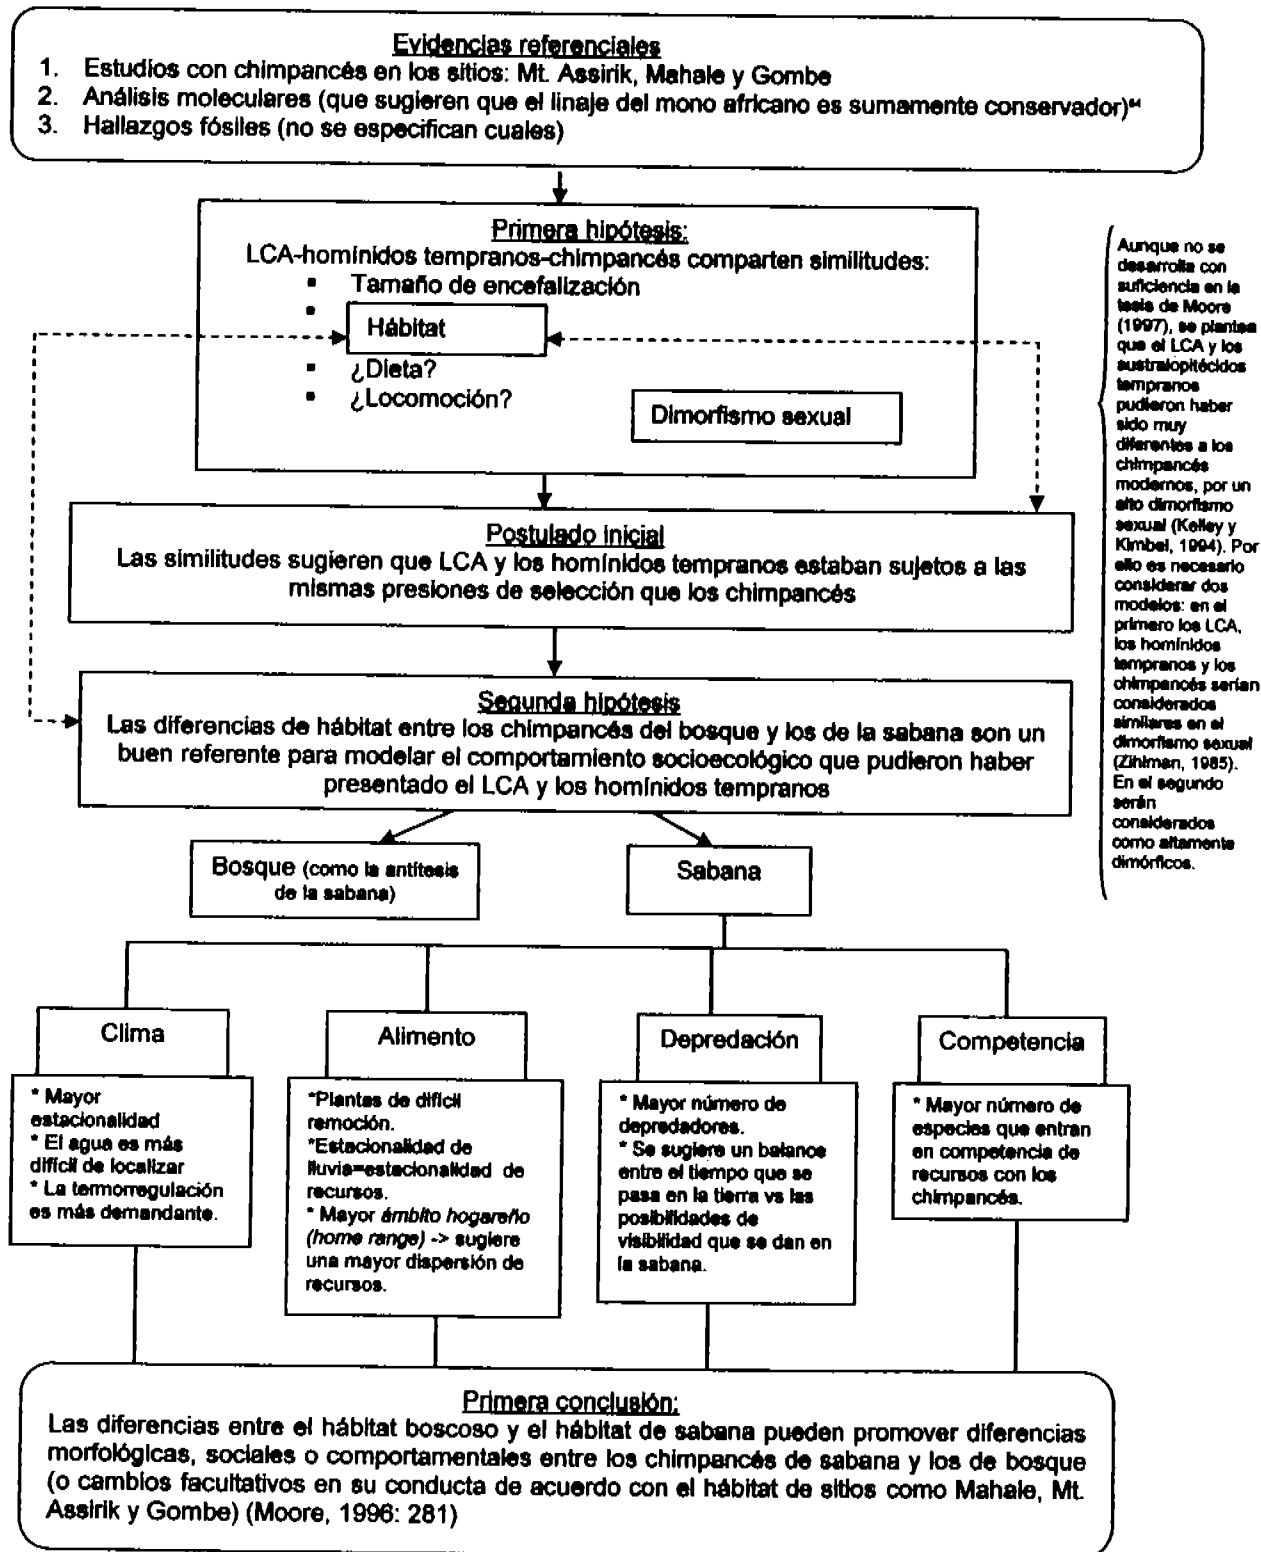 Evidencias referenciales
1. Estudios con chimpancés en los sitios: Mt. Assirik, Mahale y Gombe
2. Análisis moleculares (que sugieren que el linaje del mono africano es sumamente conservador)⁶⁴
3. Hallazgos fósiles (no se especifican cuales)
Primera hipótesis:
LCA-homínidos tempranos-chimpancés comparten similitudes:
▪ Tamaño de encefalización
▪ Hábitat
▪ ¿Dieta?
▪ ¿Locomoción?
Dimorfismo sexual
Aunque no se
desarrolla con
suficiencia en la
tesis de Moore
(1997), se plantea
que el LCA y los
australopitécidos
tempranos
pudieron haber
sido muy
diferentes a los
chimpancés
modernos, por un
alto dimorfismo
sexual (Kelley y
Kimbel, 1994). Por
ello es necesario
considerar dos
modelos: en el
primero los LCA,
los homínidos
tempranos y los
chimpancés serían
considerados
similares en el
dimorfismo sexual
(Zihlman, 1985).
En el segundo
serán
considerados
como altamente
dimórficos.
Postulado inicial
Las similitudes sugieren que LCA y los homínidos tempranos estaban sujetos a las
mismas presiones de selección que los chimpancés
Segunda hipótesis
Las diferencias de hábitat entre los chimpancés del bosque y los de la sabana son un
buen referente para modelar el comportamiento socioecológico que pudieron haber
presentado el LCA y los homínidos tempranos
Bosque (como la antítesis
de la sabana)
Sabana
Clima
* Mayor
estacionalidad
* El agua es más
difícil de localizar
* La termorregulación
es más demandante.
Alimento
*Plantas de difícil
remoción.
*Estacionalidad de
lluvia=estacionalidad de
recursos.
* Mayor ámbito hogareño
(home range) -> sugiere
una mayor dispersión de
recursos.
Depredación
* Mayor número de
depredadores.
* Se sugiere un balance
entre el tiempo que se
pasa en la tierra vs las
posibilidades de
visibilidad que se dan en
la sabana.
Competencia
* Mayor número de
especies que entran
en competencia de
recursos con los
chimpancés.
Primera conclusión:
Las diferencias entre el hábitat boscoso y el hábitat de sabana pueden promover diferencias
morfológicas, sociales o comportamentales entre los chimpancés de sabana y los de bosque
(o cambios facultativos en su conducta de acuerdo con el hábitat de sitios como Mahale, Mt.
Assirik y Gombe) (Moore, 1996: 281)